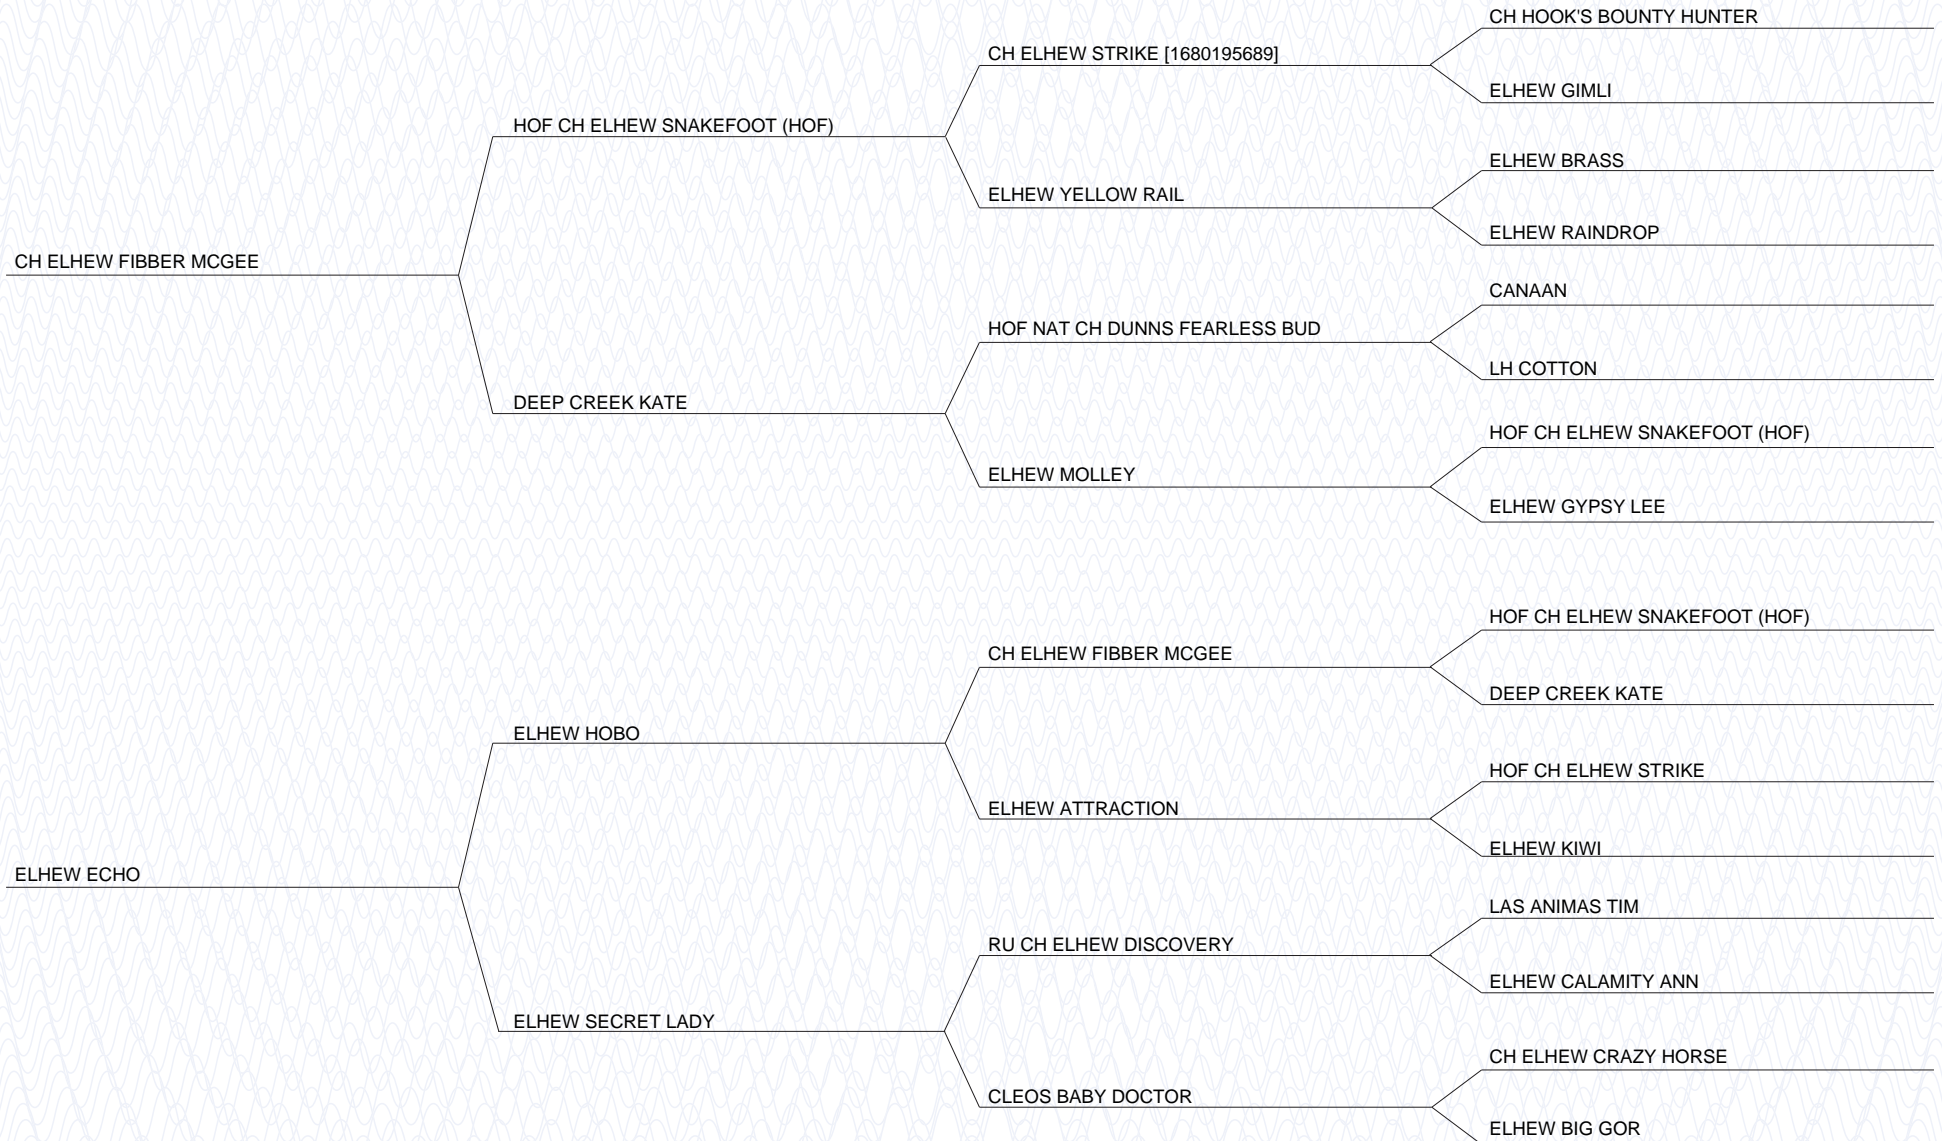 CH HOOK'S BOUNTY HUNTER
CH ELHEW STRIKE [1680195689]
ELHEW GIMLI
HOF CH ELHEW SNAKEFOOT (HOF)
ELHEW BRASS
ELHEW YELLOW RAIL
ELHEW RAINDROP
CH ELHEW FIBBER MCGEE
CANAAN
HOF NAT CH DUNNS FEARLESS BUD
LH COTTON
DEEP CREEK KATE
HOF CH ELHEW SNAKEFOOT (HOF)
ELHEW MOLLEY
ELHEW GYPSY LEE
HOF CH ELHEW SNAKEFOOT (HOF)
CH ELHEW FIBBER MCGEE
DEEP CREEK KATE
ELHEW HOBO
HOF CH ELHEW STRIKE
ELHEW ATTRACTION
ELHEW KIWI
ELHEW ECHO
LAS ANIMAS TIM
RU CH ELHEW DISCOVERY
ELHEW CALAMITY ANN
ELHEW SECRET LADY
CH ELHEW CRAZY HORSE
CLEOS BABY DOCTOR
ELHEW BIG GOR